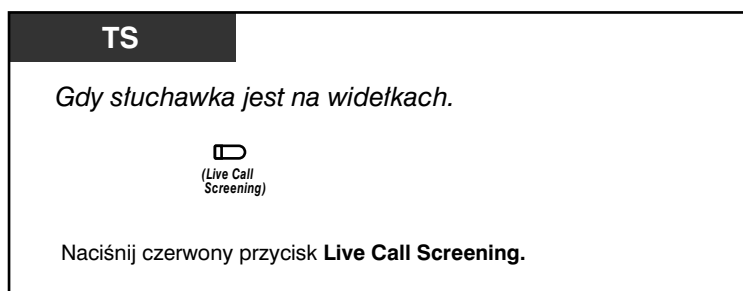 TS
Gdy słuchawka jest na widełkach.
(Live Call
Screening)
Naciśnij czerwony przycisk Live Call Screening.